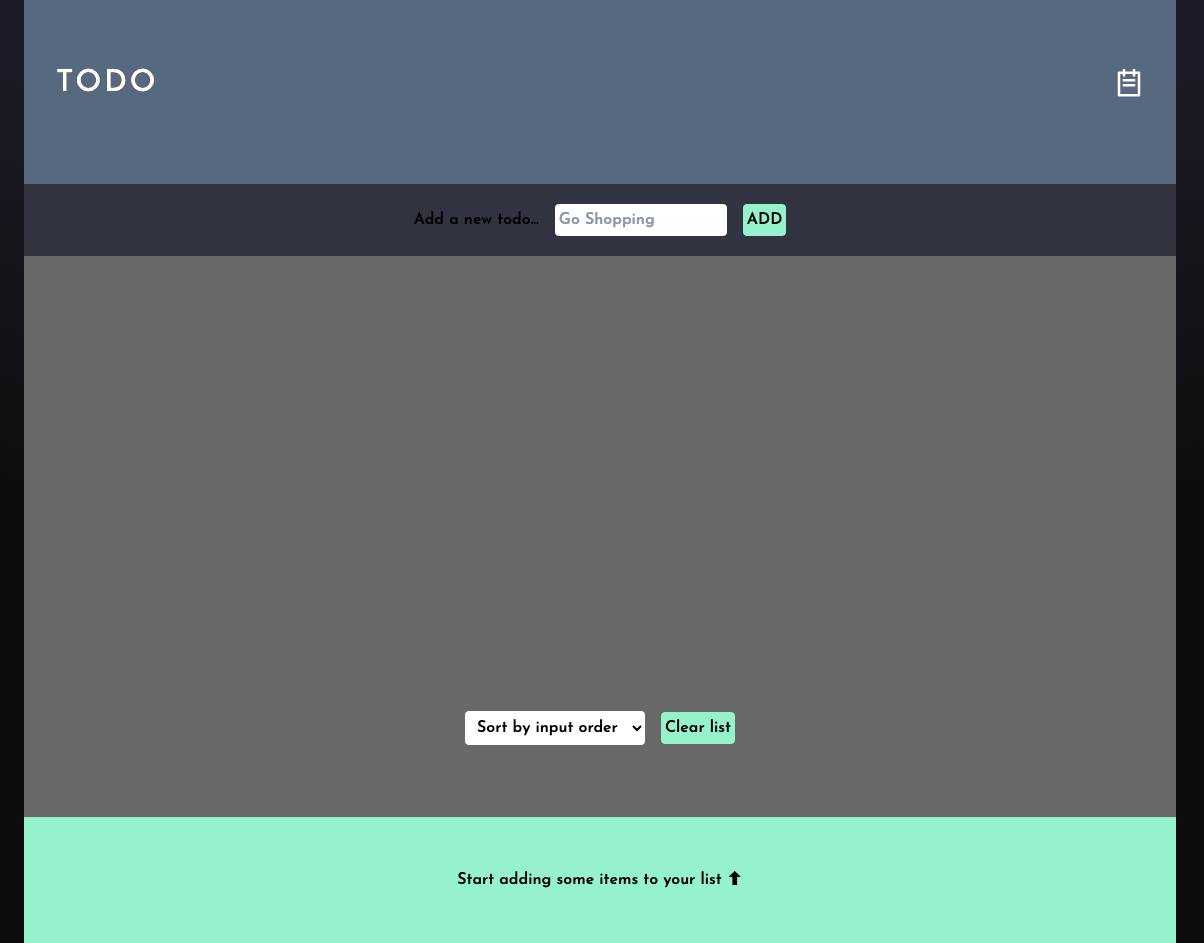 TODO
Add a new todo...
Go Shopping
ADD
Sort by input order
Clear list
Start adding some items to your list ⬆